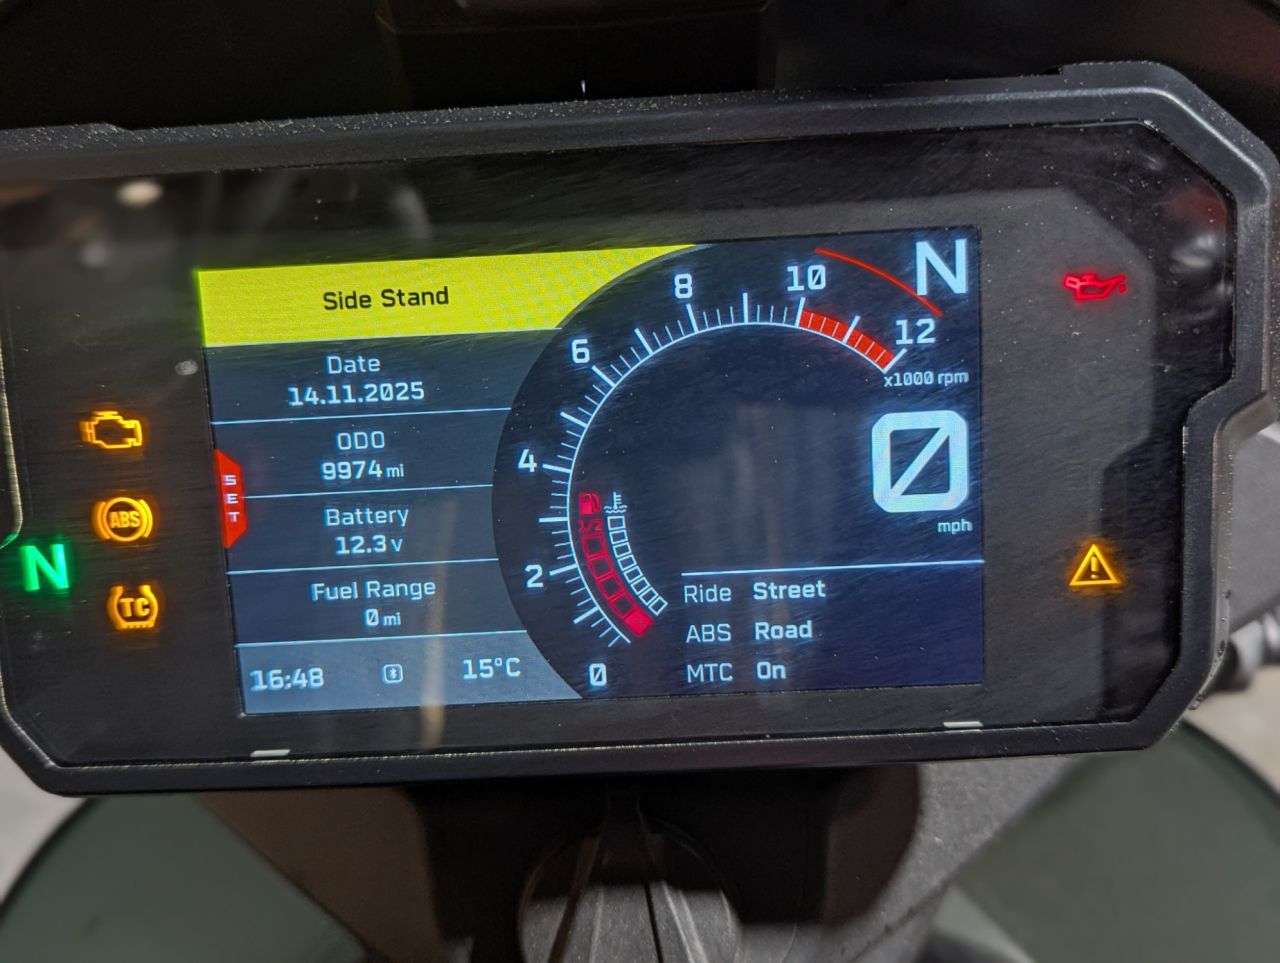 Side Stand
Date
14.11.2025
ODO
9974 mi
Battery
12.3 V
Fuel Range
0 mi
16:48
15°C
SET
ABS
N
TC
0
2
4
6
8
10
12
x1000 rpm
N
0
mph
Ride Street
ABS Road
MTC On